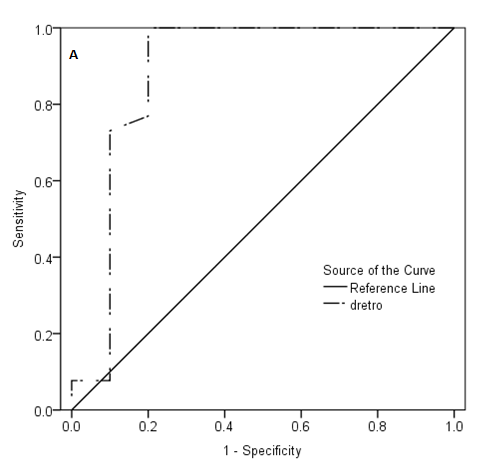 A
1.0
0.8
0.6
0.4
0.2
0.0
Sensitivity
0.0 0.2 0.4 0.6 0.8 1.0
1 - Specificity
Source of the Curve
Reference Line
dretro